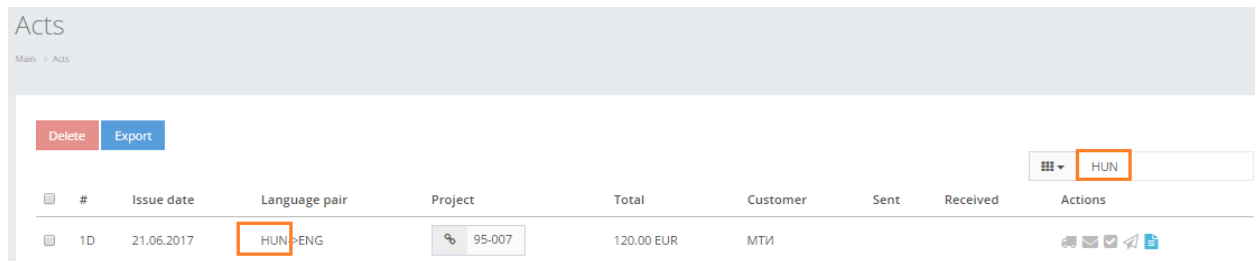 Acts
Main > Acts
Delete Export
HUN
# Issue date Language pair Project Total Customer Sent Received Actions
1D 21.06.2017 HUN->ENG 95-007 120.00 EUR МТИ